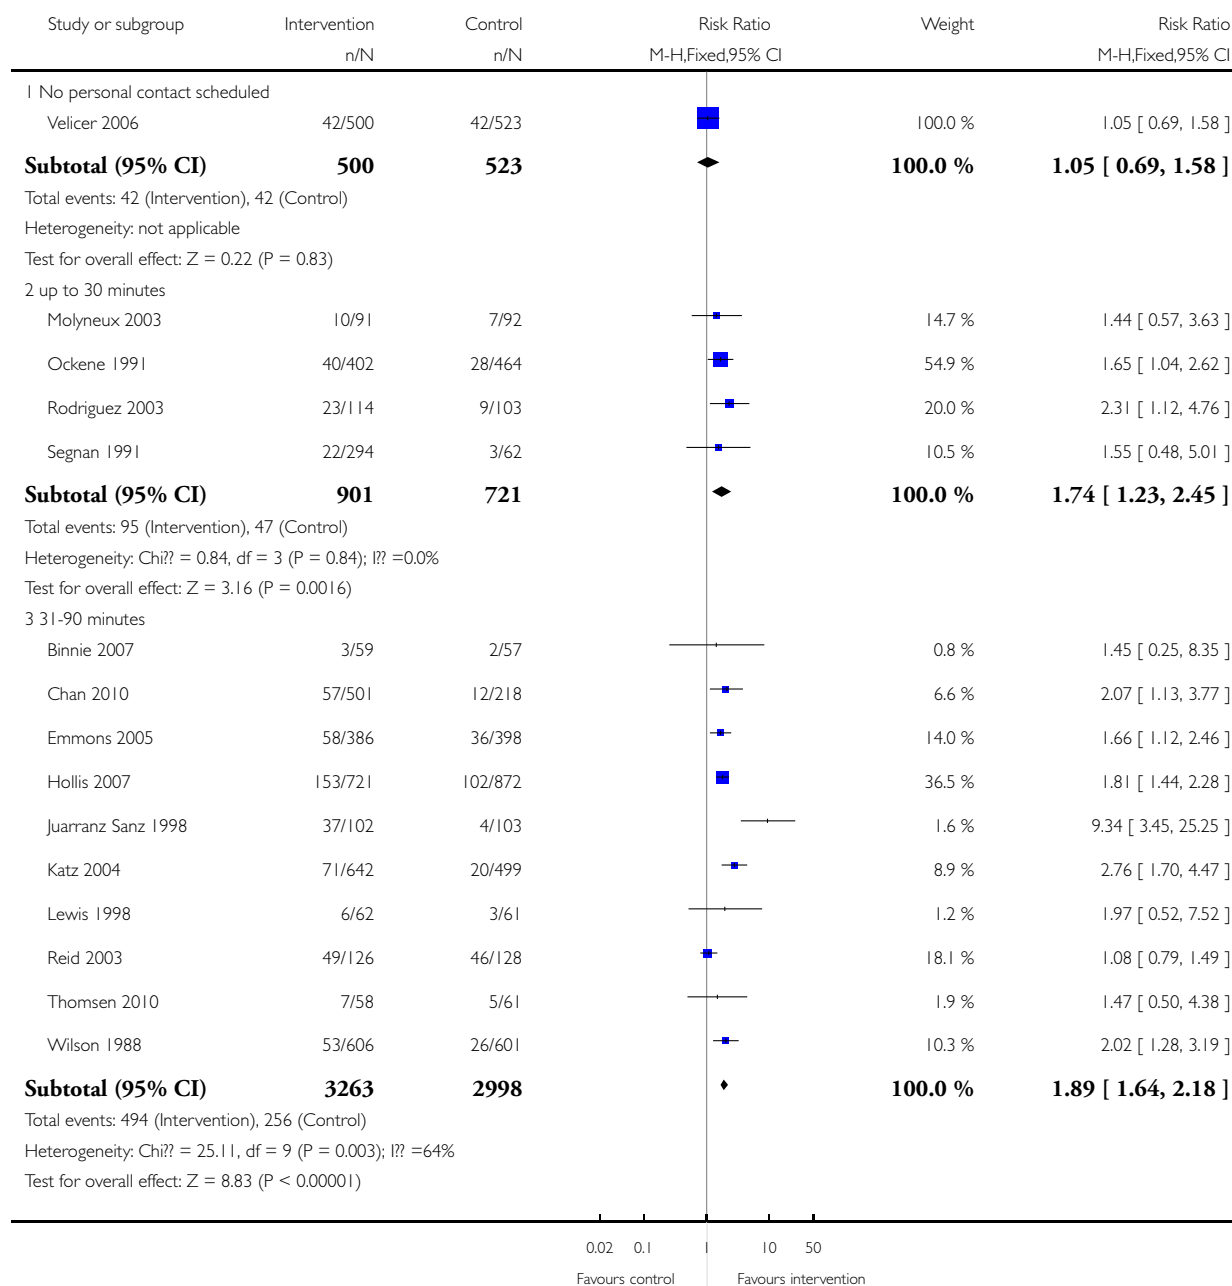 Study or subgroup Intervention Control Risk Ratio Weight Risk Ratio
n/N n/N M-H,Fixed,95% CI M-H,Fixed,95% CI
1 No personal contact scheduled
Velicer 2006 42/500 42/523 100.0 % 1.05 [ 0.69, 1.58 ]
Subtotal (95% CI) 500 523 100.0 % 1.05 [ 0.69, 1.58 ]
Total events: 42 (Intervention), 42 (Control)
Heterogeneity: not applicable
Test for overall effect: Z = 0.22 (P = 0.83)
2 up to 30 minutes
Molyneux 2003 10/91 7/92 14.7 % 1.44 [ 0.57, 3.63 ]
Ockene 1991 40/402 28/464 54.9 % 1.65 [ 1.04, 2.62 ]
Rodriguez 2003 23/114 9/103 20.0 % 2.31 [ 1.12, 4.76 ]
Segnan 1991 22/294 3/62 10.5 % 1.55 [ 0.48, 5.01 ]
Subtotal (95% CI) 901 721 100.0 % 1.74 [ 1.23, 2.45 ]
Total events: 95 (Intervention), 47 (Control)
Heterogeneity: Chi?? = 0.84, df = 3 (P = 0.84); I?? =0.0%
Test for overall effect: Z = 3.16 (P = 0.0016)
3 31-90 minutes
Binnie 2007 3/59 2/57 0.8 % 1.45 [ 0.25, 8.35 ]
Chan 2010 57/501 12/218 6.6 % 2.07 [ 1.13, 3.77 ]
Emmons 2005 58/386 36/398 14.0 % 1.66 [ 1.12, 2.46 ]
Hollis 2007 153/721 102/872 36.5 % 1.81 [ 1.44, 2.28 ]
Juarranz Sanz 1998 37/102 4/103 1.6 % 9.34 [ 3.45, 25.25 ]
Katz 2004 71/642 20/499 8.9 % 2.76 [ 1.70, 4.47 ]
Lewis 1998 6/62 3/61 1.2 % 1.97 [ 0.52, 7.52 ]
Reid 2003 49/126 46/128 18.1 % 1.08 [ 0.79, 1.49 ]
Thomsen 2010 7/58 5/61 1.9 % 1.47 [ 0.50, 4.38 ]
Wilson 1988 53/606 26/601 10.3 % 2.02 [ 1.28, 3.19 ]
Subtotal (95% CI) 3263 2998 100.0 % 1.89 [ 1.64, 2.18 ]
Total events: 494 (Intervention), 256 (Control)
Heterogeneity: Chi?? = 25.11, df = 9 (P = 0.003); I?? =64%
Test for overall effect: Z = 8.83 (P < 0.00001)
0.02 0.1 1 10 50
Favours control Favours intervention